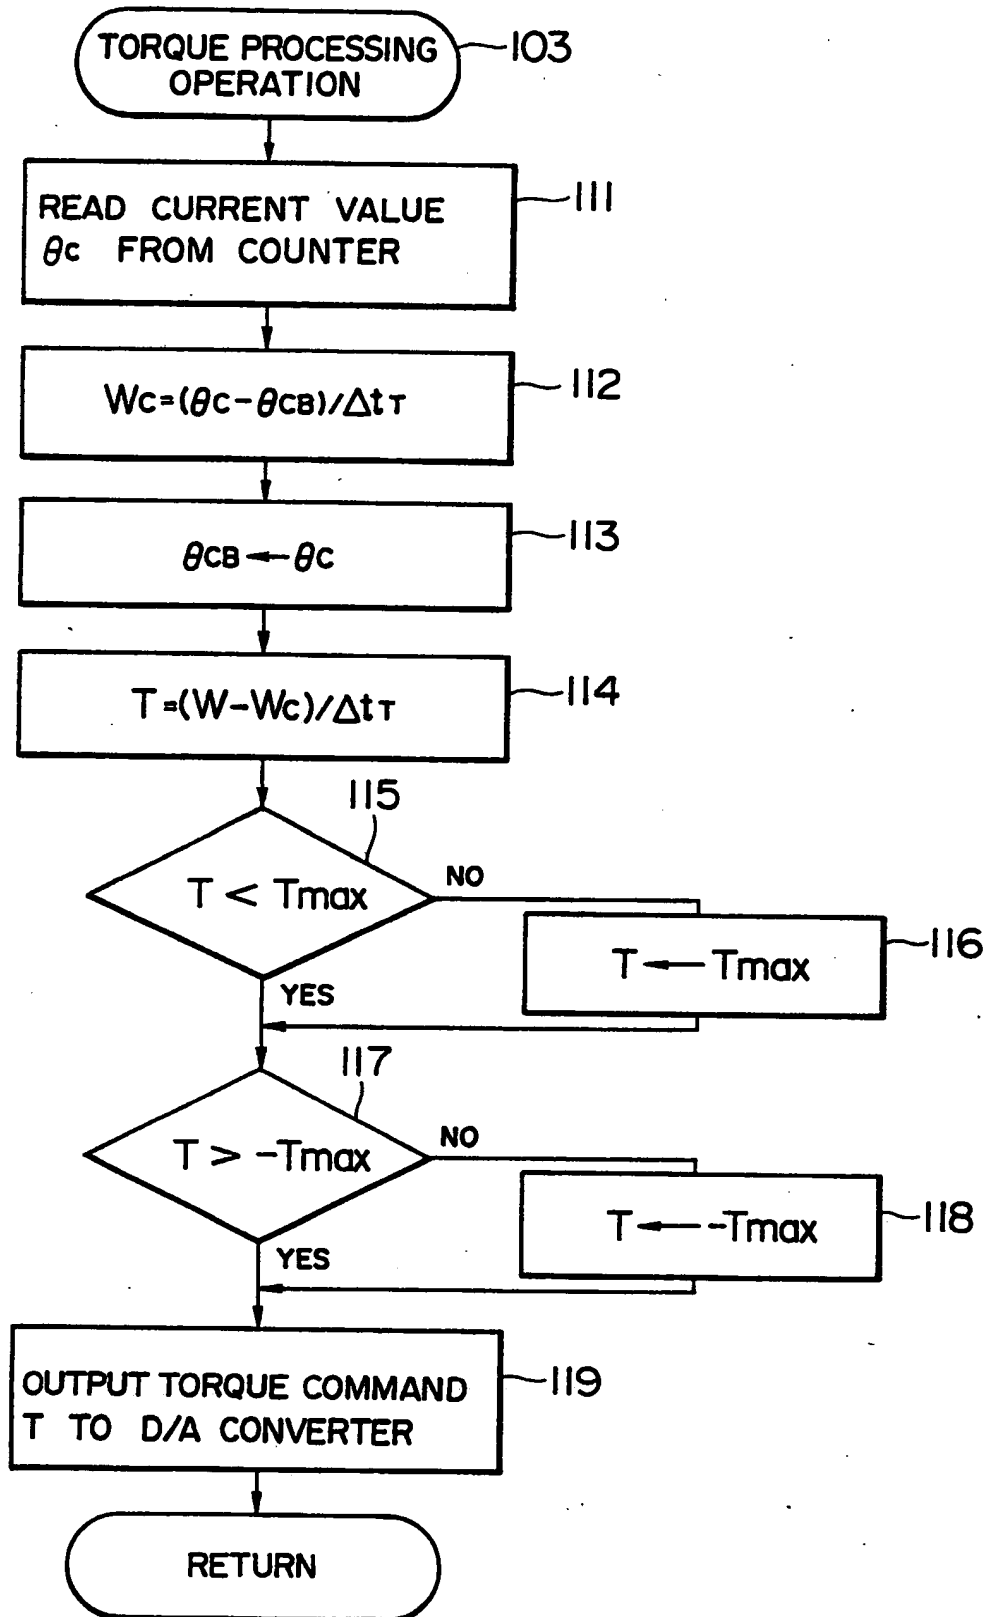 TORQUE PROCESSING
OPERATION
103
READ CURRENT VALUE
θc FROM COUNTER
111
Wc=(θc-θCB)/ΔtT
112
θCB←θC
113
T=(W-Wc)/ΔtT
114
115
T < Tmax
NO
T← Tmax
116
YES
117
T > -Tmax
NO
T←-Tmax
118
YES
OUTPUT TORQUE COMMAND
T TO D/A CONVERTER
119
RETURN